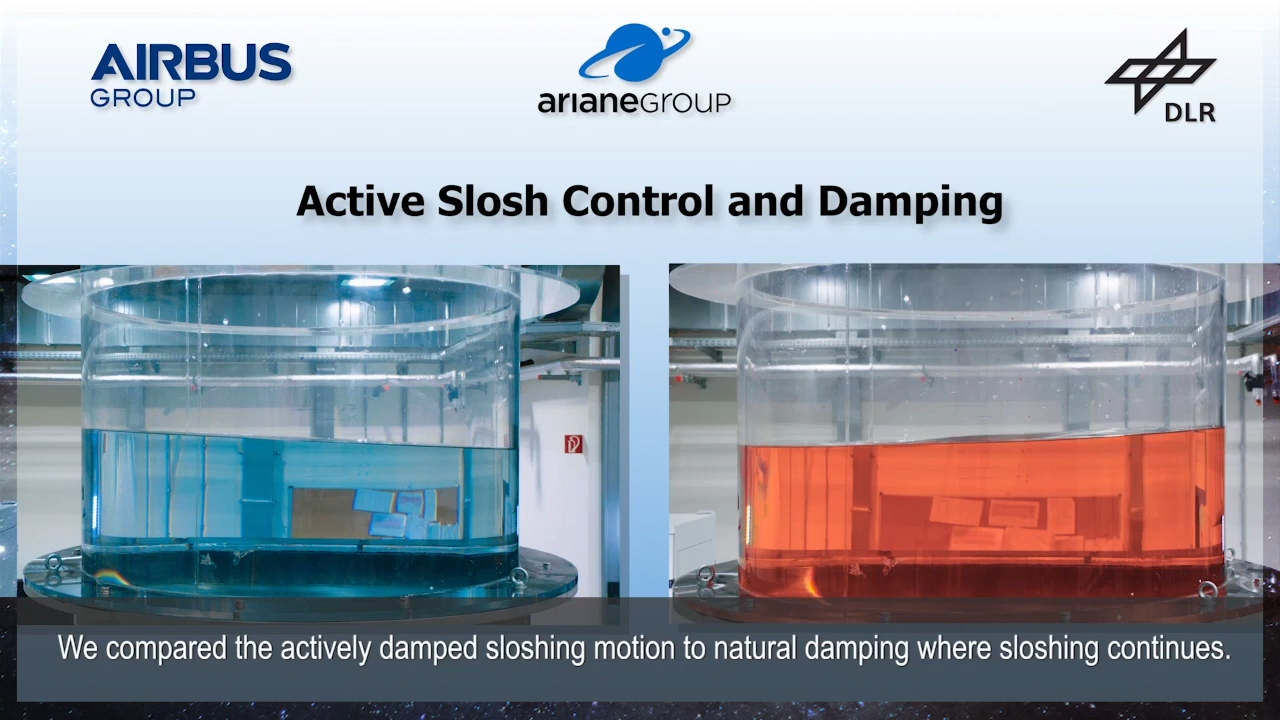 AIRBUS
GROUP
arianeGROUP
DLR
Active Slosh Control and Damping
We compared the actively damped sloshing motion to natural damping where sloshing continues.